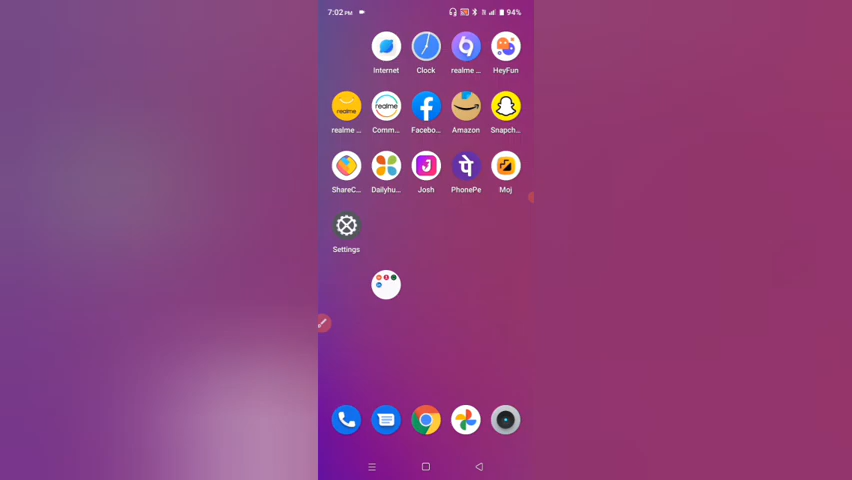 7:02 PM 94%
Internet Clock realme ... HeyFun
realme realme
realme ... Comm... Facebo... Amazon Snapch...
पे
ShareC... Dailyhu... Josh PhonePe Moj
Settings